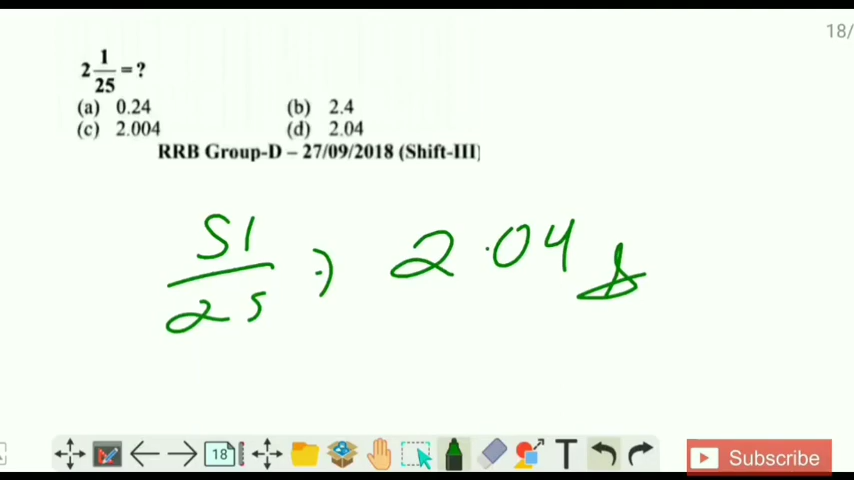 18/
2 1/25 = ?
(a) 0.24 (b) 2.4
(c) 2.004 (d) 2.04
RRB Group-D – 27/09/2018 (Shift-III)
51/25 ⇒ 2.04
18
T
Subscribe